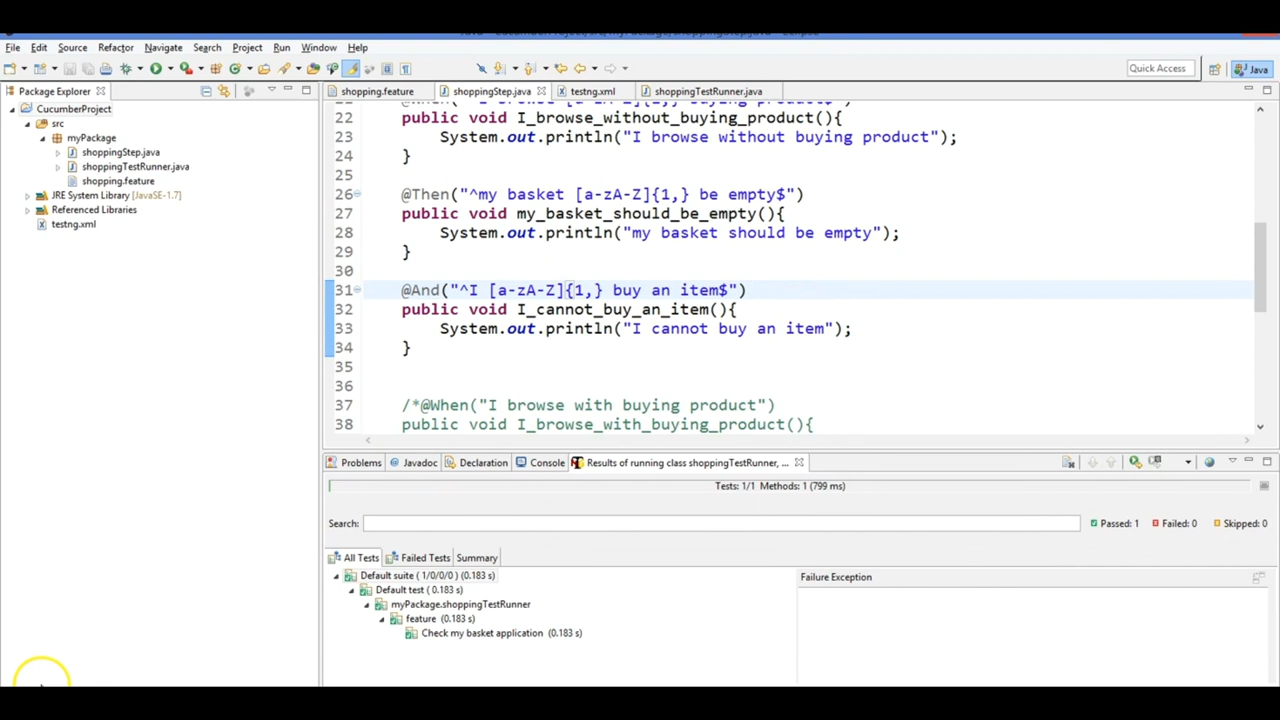 File Edit Source Refactor Navigate Search Project Run Window Help
Quick Access Java
Package Explorer
CucumberProject
src
myPackage
shoppingStep.java
shoppingTestRunner.java
shopping.feature
JRE System Library [JavaSE-1.7]
Referenced Libraries
testng.xml
shopping.feature shoppingStep.java testng.xml shoppingTestRunner.java
22 public void I_browse_without_buying_product(){
23 System.out.println("I browse without buying product");
24 }
25
26 @Then("^my basket [a-zA-Z]{1,} be empty$")
27 public void my_basket_should_be_empty(){
28 System.out.println("my basket should be empty");
29 }
30
31 @And("^I [a-zA-Z]{1,} buy an item$")
32 public void I_cannot_buy_an_item(){
33 System.out.println("I cannot buy an item");
34 }
35
36
37 /*@When("I browse with buying product")
38 public void I_browse_with_buying_product(){
Problems Javadoc Declaration Console Results of running class shoppingTestRunner, ...
Tests: 1/1 Methods: 1 (799 ms)
Search: Passed: 1 Failed: 0 Skipped: 0
All Tests Failed Tests Summary
Default suite ( 1/0/0/0 ) (0.183 s)
Default test ( 0.183 s)
myPackage.shoppingTestRunner
feature (0.183 s)
Check my basket application (0.183 s)
Failure Exception